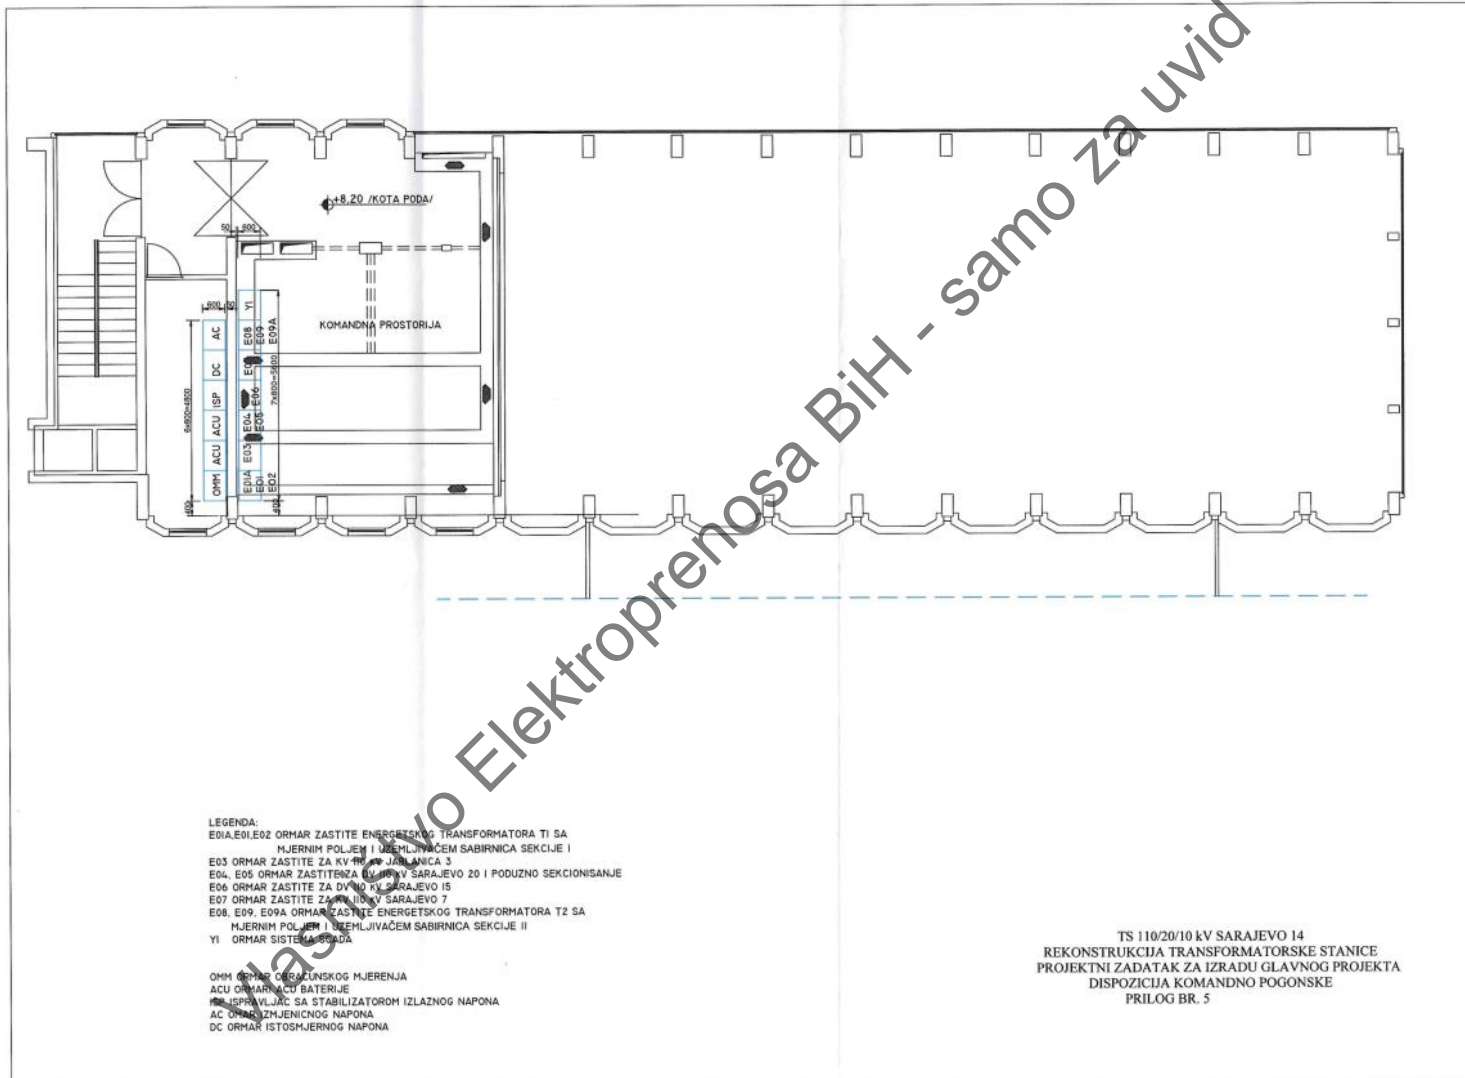 +8.20 /KOTA PODA/
50 600
600 50
KOMANDNA PROSTORIJA
6x800=4800
7x800=5600
400
400
AC
DC
ISP
ACU
ACU
OMM
Y1
E08
E09
E09A
E06
E04
E05
E03
E01A
E01
E02
LEGENDA:
E01A,E01,E02 ORMAR ZASTITE ENERGETSKOG TRANSFORMATORA T1 SA
MJERNIM POLJEM I UZEMLJIVAČEM SABIRNICA SEKCIJE I
E03 ORMAR ZASTITE ZA KV 110 kV JABLANICA 3
E04, E05 ORMAR ZASTITE ZA DV 110 KV SARAJEVO 20 I PODUZNO SEKCIONISANJE
E06 ORMAR ZASTITE ZA DV 110 KV SARAJEVO 15
E07 ORMAR ZASTITE ZA KV 110 KV SARAJEVO 7
E08, E09, E09A ORMAR ZASTITE ENERGETSKOG TRANSFORMATORA T2 SA
MJERNIM POLJEM I UZEMLJIVAČEM SABIRNICA SEKCIJE II
Y1 ORMAR SISTEMA SCADA
OMM ORMAR OBRACUNSKOG MJERENJA
ACU ORMARI ACU BATERIJE
ISP ISPRAVLJAC SA STABILIZATOROM IZLAZNOG NAPONA
AC OMAR IZMJENICNOG NAPONA
DC ORMAR ISTOSMJERNOG NAPONA
TS 110/20/10 kV SARAJEVO 14
REKONSTRUKCIJA TRANSFORMATORSKE STANICE
PROJEKTNI ZADATAK ZA IZRADU GLAVNOG PROJEKTA
DISPOZICIJA KOMANDNO POGONSKE
PRILOG BR. 5
Vlasništvo Elektroprenosa BiH - samo za uvid